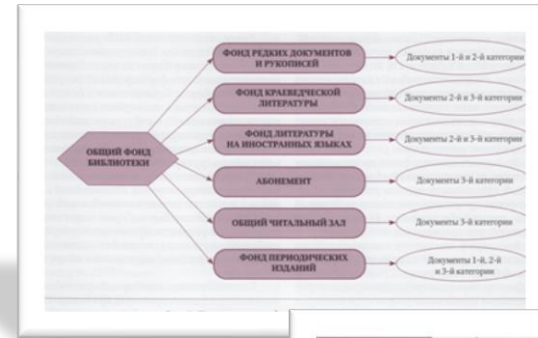 ОБЩИЙ ФОНД
БИБЛИОТЕКИ
ФОНД РЕДКИХ ДОКУМЕНТОВ
И РУКОПИСЕЙ
Документы 1-й и 2-й категории
ФОНД КРАЕВЕДЧЕСКОЙ
ЛИТЕРАТУРЫ
Документы 2-й и 3-й категории
ФОНД ЛИТЕРАТУРЫ
НА ИНОСТРАННЫХ ЯЗЫКАХ
Документы 2-й и 3-й категории
АБОНЕМЕНТ
Документы 3-й категории
ОБЩИЙ ЧИТАЛЬНЫЙ ЗАЛ
Документы 3-й категории
ФОНД ПЕРИОДИЧЕСКИХ
ИЗДАНИЙ
Документы 1-й, 2-й
и 3-й категории